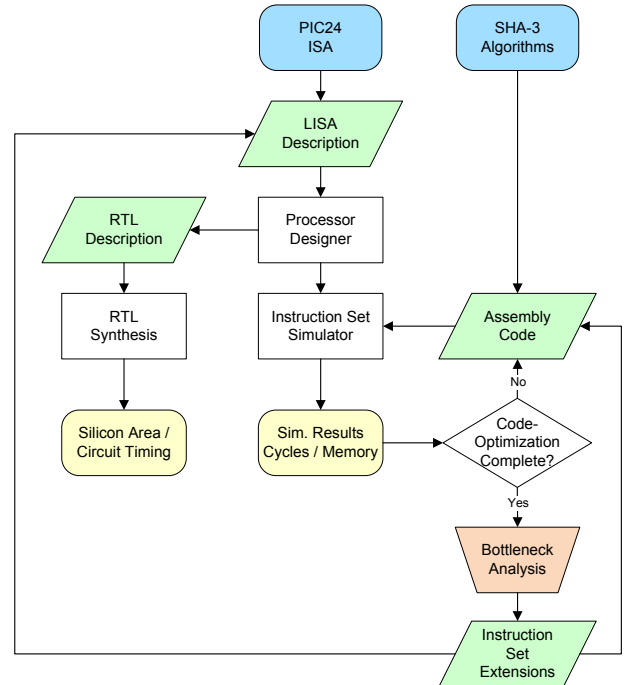 PIC24
ISA
SHA-3
Algorithms
LISA
Description
RTL
Description
Processor
Designer
RTL
Synthesis
Instruction Set
Simulator
Assembly
Code
No
Silicon Area /
Circuit Timing
Sim. Results
Cycles / Memory
Code-
Optimization
Complete?
Yes
Bottleneck
Analysis
Instruction
Set
Extensions